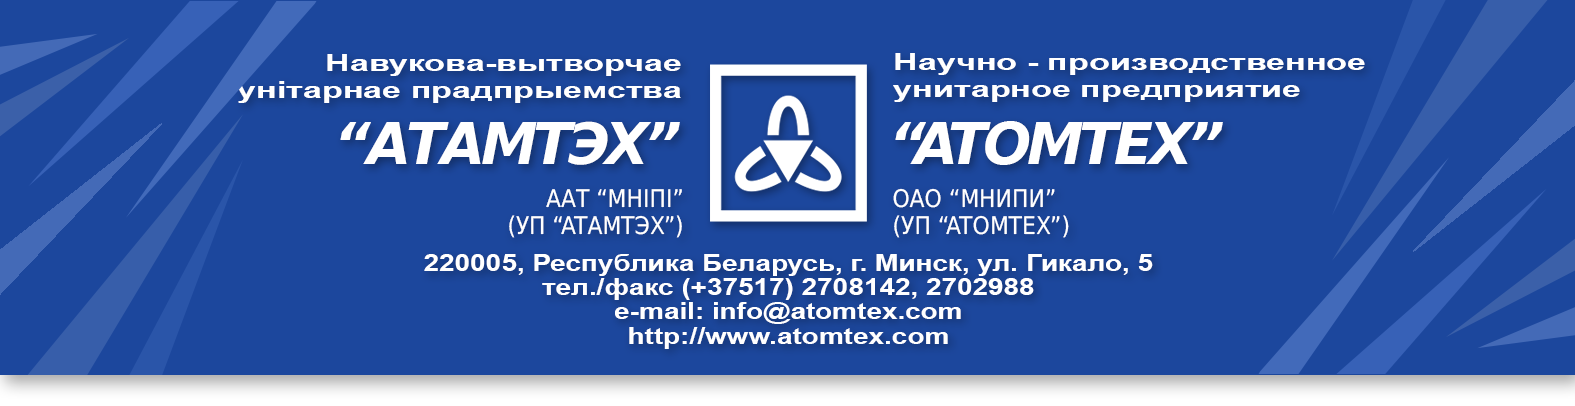 Навукова-вытворчае
унітарнае прадпрыемства
“АТАМТЭХ”
ААТ “МНІПІ”
(УП “АТАМТЭХ”)
Научно - производственное
унитарное предприятие
“АТОМТЕХ”
ОАО “МНИПИ”
(УП “АТОМТЕХ”)
220005, Республика Беларусь, г. Минск, ул. Гикало, 5
тел./факс (+37517) 2708142, 2702988
e-mail: info@atomtex.com
http://www.atomtex.com